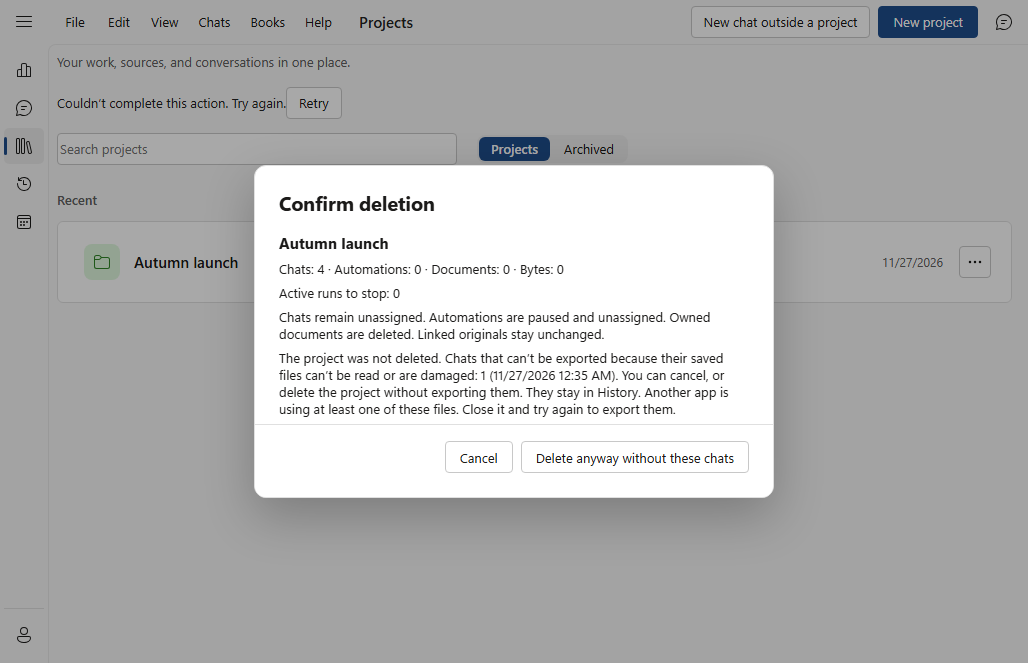 File Edit View Chats Books Help Projects New chat outside a project New project
Your work, sources, and conversations in one place.
Couldn’t complete this action. Try again. Retry
Search projects Projects Archived
Recent
Autumn launch 11/27/2026
Confirm deletion
Autumn launch
Chats: 4 · Automations: 0 · Documents: 0 · Bytes: 0
Active runs to stop: 0
Chats remain unassigned. Automations are paused and unassigned. Owned
documents are deleted. Linked originals stay unchanged.
The project was not deleted. Chats that can’t be exported because their saved
files can’t be read or are damaged: 1 (11/27/2026 12:35 AM). You can cancel, or
delete the project without exporting them. They stay in History. Another app is
using at least one of these files. Close it and try again to export them.
Cancel Delete anyway without these chats